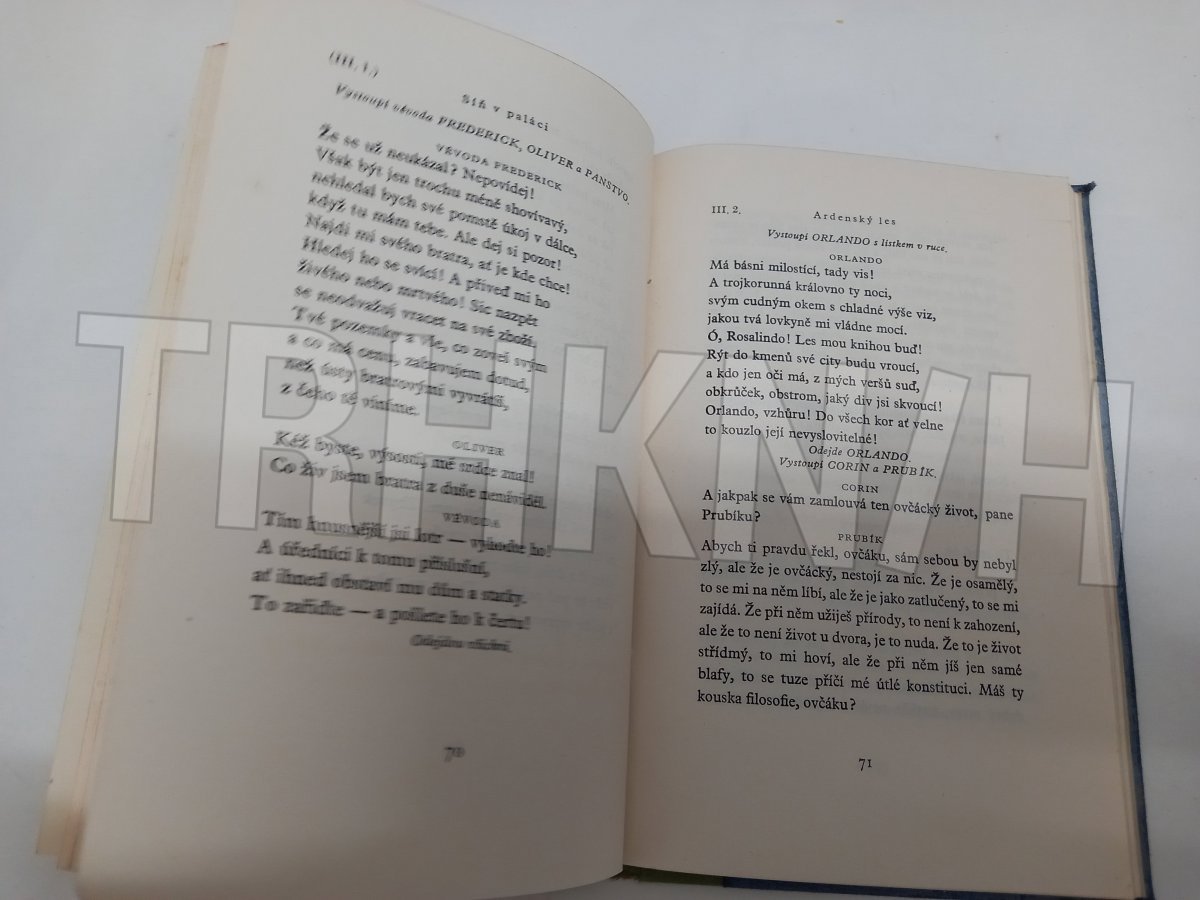 (III, 1.)
Síň v paláci
Vystoupí vévoda FREDERICK, OLIVER a PANSTVO.
VÉVODA FREDERICK
Že se už neukázal? Nepovídej!
Však být jen trochu méně shovívavý,
nehledal bych své pomstě úkoj v dálce,
když tu mám tebe. Ale dej si pozor!
Najdi mi svého bratra, ať je kde chce!
Hledej ho se svící! A přiveď mi ho
živého nebo mrtvého! Sic nazpět
se neodvažuj vracet na své zboží.
Tvé pozemky a vše, co zoveš svým
a co má cenu, zabavujem dotud,
než ústy bratrovými vyvrátíš,
z čeho tě viníme.
OLIVER
Kéž byste, výsosti, mé srdce znal!
Co živ jsem bratra z duše nenáviděl.
VÉVODA
Tím hnusnější jsi lotr — vyhoďte ho!
A úředníci k tomu příslušní,
ať ihned obstaví mu dům a statky.
To zařiďte — a pošlete ho k čertu!
Odejdou všichni.
70
III, 2.
Ardenský les
Vystoupí ORLANDO s lístkem v ruce.
ORLANDO
Má básni milostící, tady vis!
A trojkorunná královno ty noci,
svým cudným okem s chladné výše viz,
jakou tvá lovkyně mi vládne mocí.
Ó, Rosalindo! Les mou knihou buď!
Rýt do kmenů své city budu vroucí,
a kdo jen oči má, z mých veršů suď,
obkrůček, obstrom, jaký div jsi skvoucí!
Orlando, vzhůru! Do všech kor ať velne
to kouzlo její nevyslovitelné!
Odejde ORLANDO.
Vystoupí CORIN a PRUBÍK.
CORIN
A jakpak se vám zamlouvá ten ovčácký život, pane
Prubíku?
PRUBÍK
Abych ti pravdu řekl, ovčáku, sám sebou by nebyl
zlý, ale že je ovčácký, nestojí za nic. Že je osamělý,
to se mi na něm líbí, ale že je jako zatlučený, to se mi
zajídá. Že při něm užiješ přírody, to není k zahození,
ale že to není život u dvora, je to nuda. Že to je život
střídmý, to mi hoví, ale že při něm jíš jen samé
blafy, to se tuze příčí mé útlé konstituci. Máš ty
kouska filosofie, ovčáku?
71
TRHKNIH